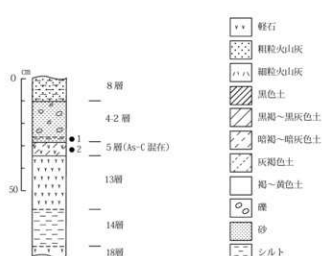 cm
0
50
8層
4-2層
1
2
5層(As-C混在)
13層
14層
18層
軽石
粗粒火山灰
細粒火山灰
黒色土
黒褐〜黒灰色土
暗褐〜暗灰色土
灰褐色土
褐〜黄色土
礫
砂
シルト